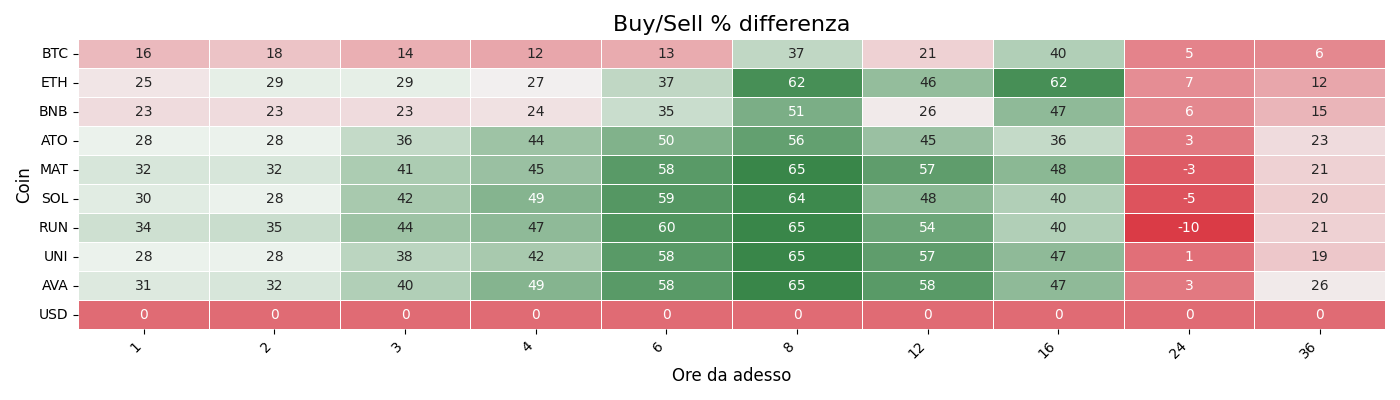 Buy/Sell % differenza
Coin
BTC 16 18 14 12 13 37 21 40 5 6
ETH 25 29 29 27 37 62 46 62 7 12
BNB 23 23 23 24 35 51 26 47 6 15
ATO 28 28 36 44 50 56 45 36 3 23
MAT 32 32 41 45 58 65 57 48 -3 21
SOL 30 28 42 49 59 64 48 40 -5 20
RUN 34 35 44 47 60 65 54 40 -10 21
UNI 28 28 38 42 58 65 57 47 1 19
AVA 31 32 40 49 58 65 58 47 3 26
USD 0 0 0 0 0 0 0 0 0 0
1 2 3 4 6 8 12 16 24 36
Ore da adesso